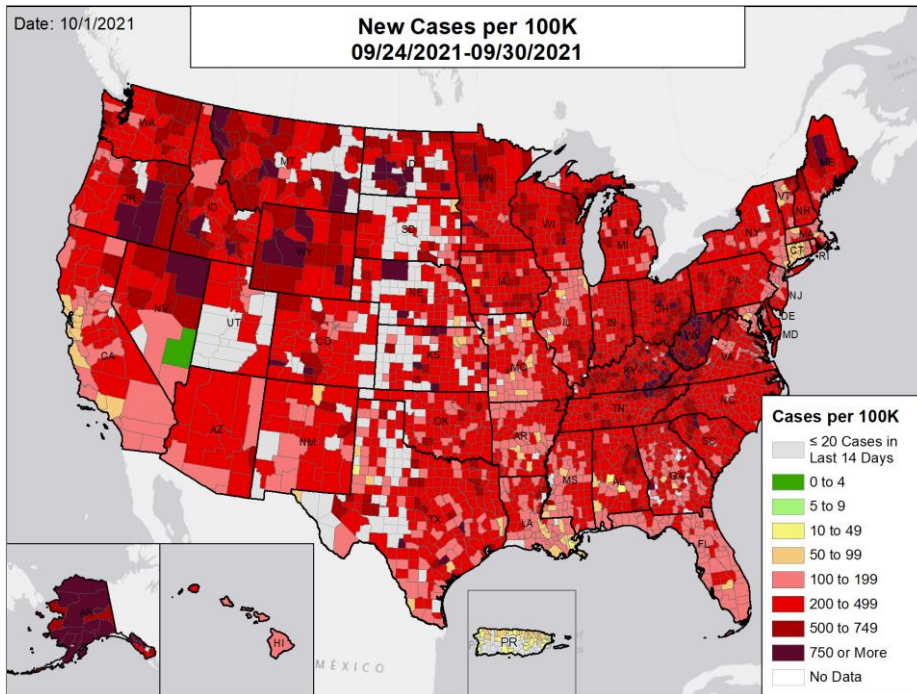 Date: 10/1/2021
New Cases per 100K
09/24/2021-09/30/2021
WA
MT
ND
MN
ME
OR
ID
WY
SD
WI
MI
VT
NH
NY
MA
CT
RI
NV
UT
CO
NE
IA
IL
IN
OH
PA
NJ
DE
MD
CA
KS
MO
KY
WV
VA
AZ
NM
OK
AR
TN
NC
SC
TX
LA
MS
AL
GA
FL
AK
HI
PR
MÉXICO
Cases per 100K
≤ 20 Cases in
Last 14 Days
0 to 4
5 to 9
10 to 49
50 to 99
100 to 199
200 to 499
500 to 749
750 or More
No Data